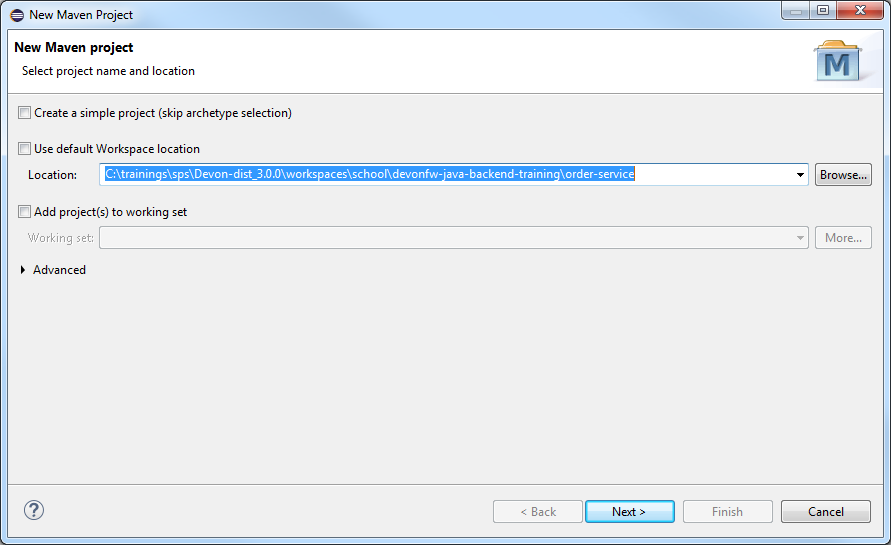 New Maven Project
New Maven project
Select project name and location
M
Create a simple project (skip archetype selection)
Use default Workspace location
Location: C:\trainings\sps\Devon-dist_3.0.0\workspaces\school\devonfw-java-backend-training\order-service Browse...
Add project(s) to working set
Working set: More...
Advanced
? < Back Next > Finish Cancel